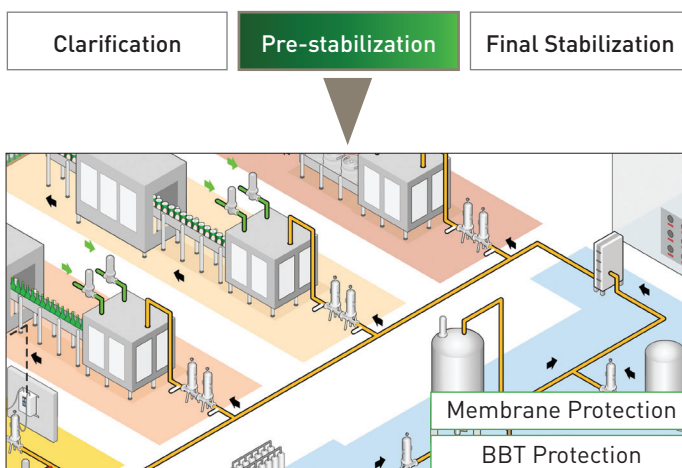 Clarification
Pre-stabilization
Final Stabilization
Membrane Protection
BBT Protection